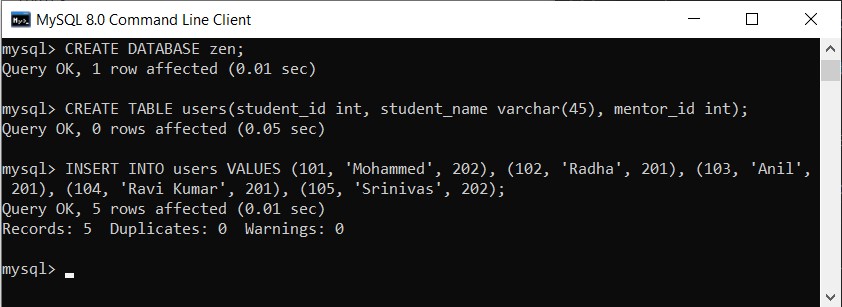 MySQL 8.0 Command Line Client
mysql> CREATE DATABASE zen;
Query OK, 1 row affected (0.01 sec)
mysql> CREATE TABLE users(student_id int, student_name varchar(45), mentor_id int);
Query OK, 0 rows affected (0.05 sec)
mysql> INSERT INTO users VALUES (101, 'Mohammed', 202), (102, 'Radha', 201), (103, 'Anil',
201), (104, 'Ravi Kumar', 201), (105, 'Srinivas', 202);
Query OK, 5 rows affected (0.01 sec)
Records: 5  Duplicates: 0  Warnings: 0
mysql>